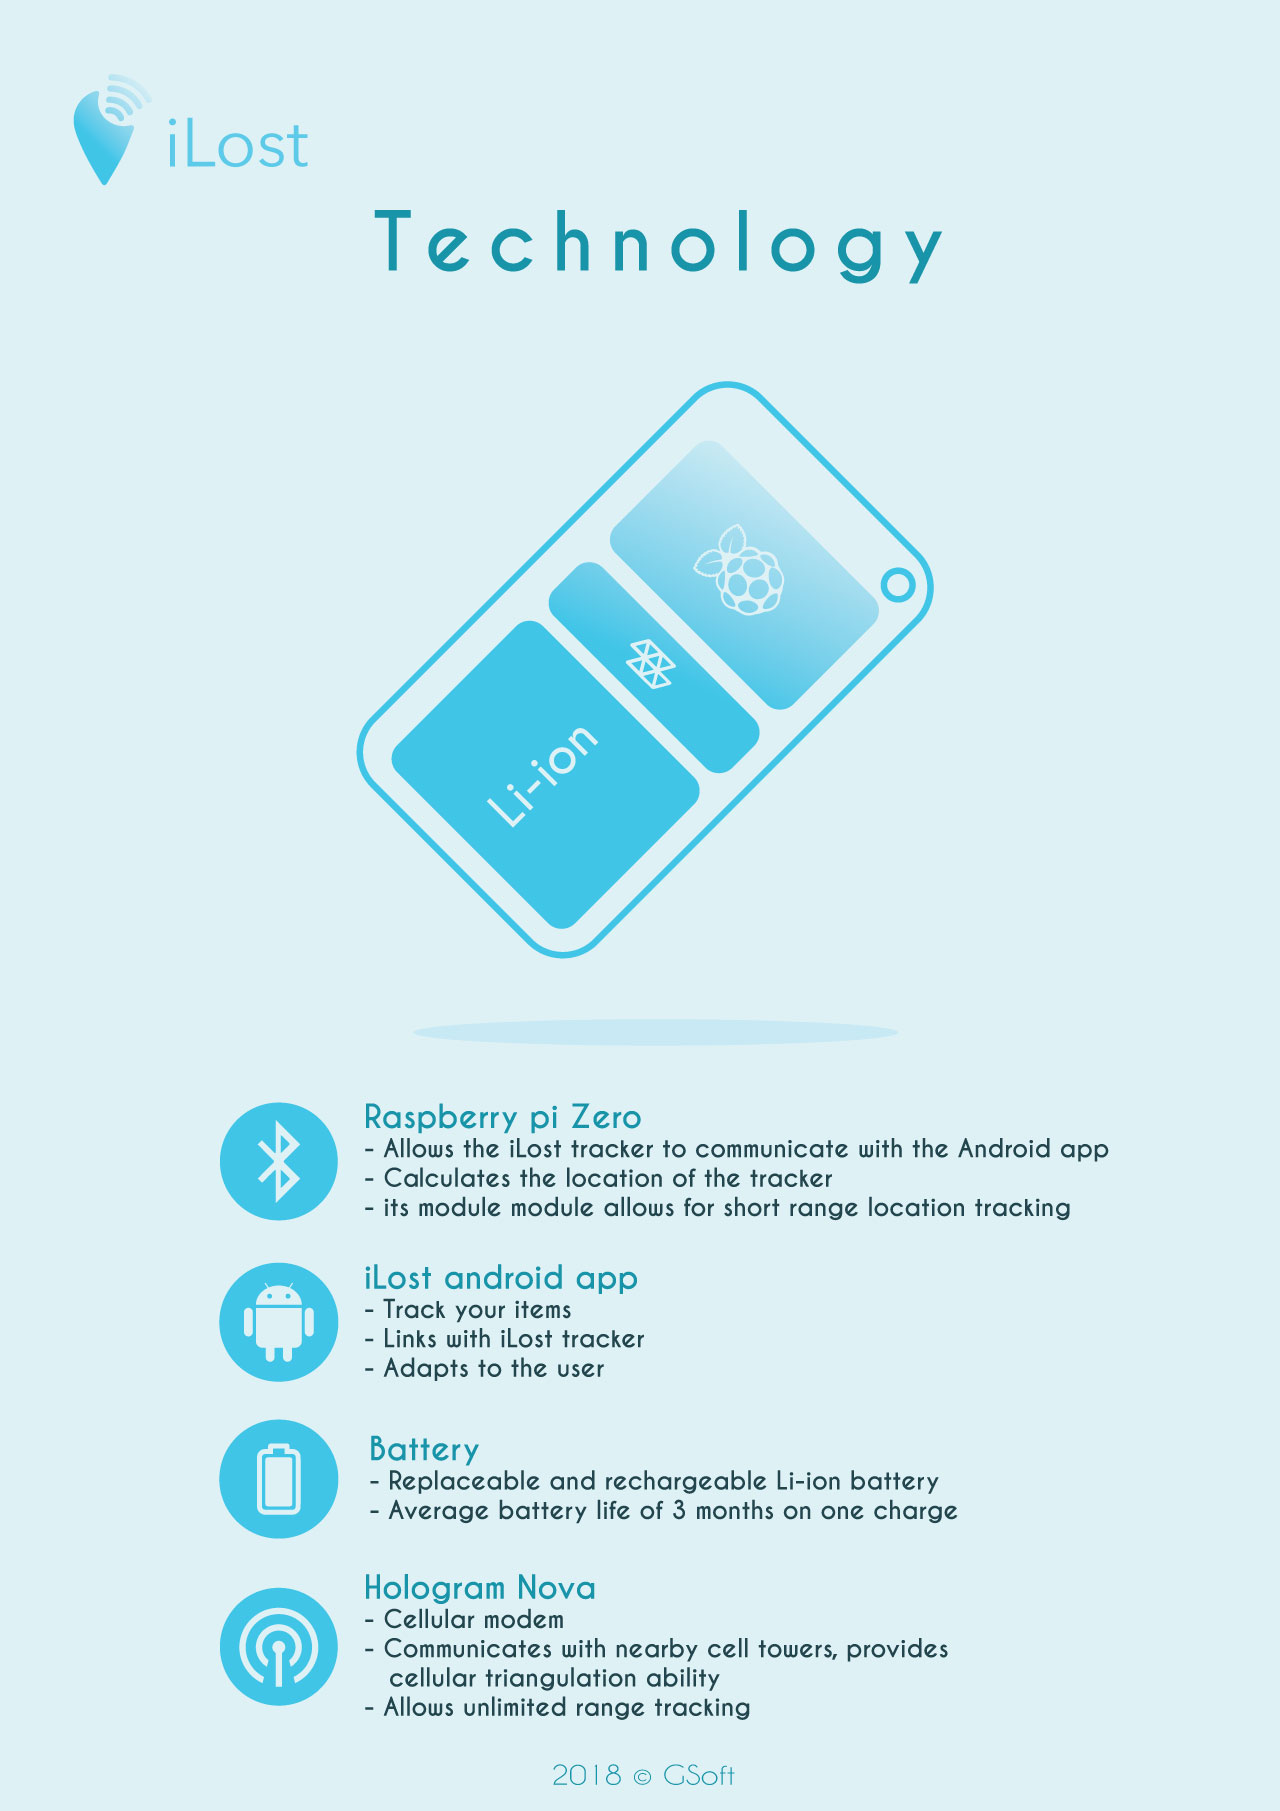 iLost
Technology
Li-ion
Raspberry pi Zero
- Allows the iLost tracker to communicate with the Android app
- Calculates the location of the tracker
- its module module allows for short range location tracking
iLost android app
- Track your items
- Links with iLost tracker
- Adapts to the user
Battery
- Replaceable and rechargeable Li-ion battery
- Average battery life of 3 months on one charge
Hologram Nova
- Cellular modem
- Communicates with nearby cell towers, provides
cellular triangulation ability
- Allows unlimited range tracking
2018 © GSoft